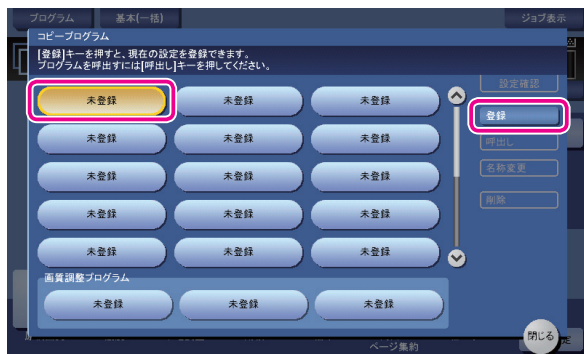 プログラム 基本(一括) ジョブ表示
コピープログラム
[登録]キーを押すと、現在の設定を登録できます。
プログラムを呼出すには[呼出し]キーを押してください。
設定確認
未登録 未登録 未登録
登録
未登録 未登録 未登録
呼出し
未登録 未登録 未登録
名称変更
未登録 未登録 未登録
削除
未登録 未登録 未登録
画質調整プログラム
未登録 未登録 未登録
閉じる
ページ集約